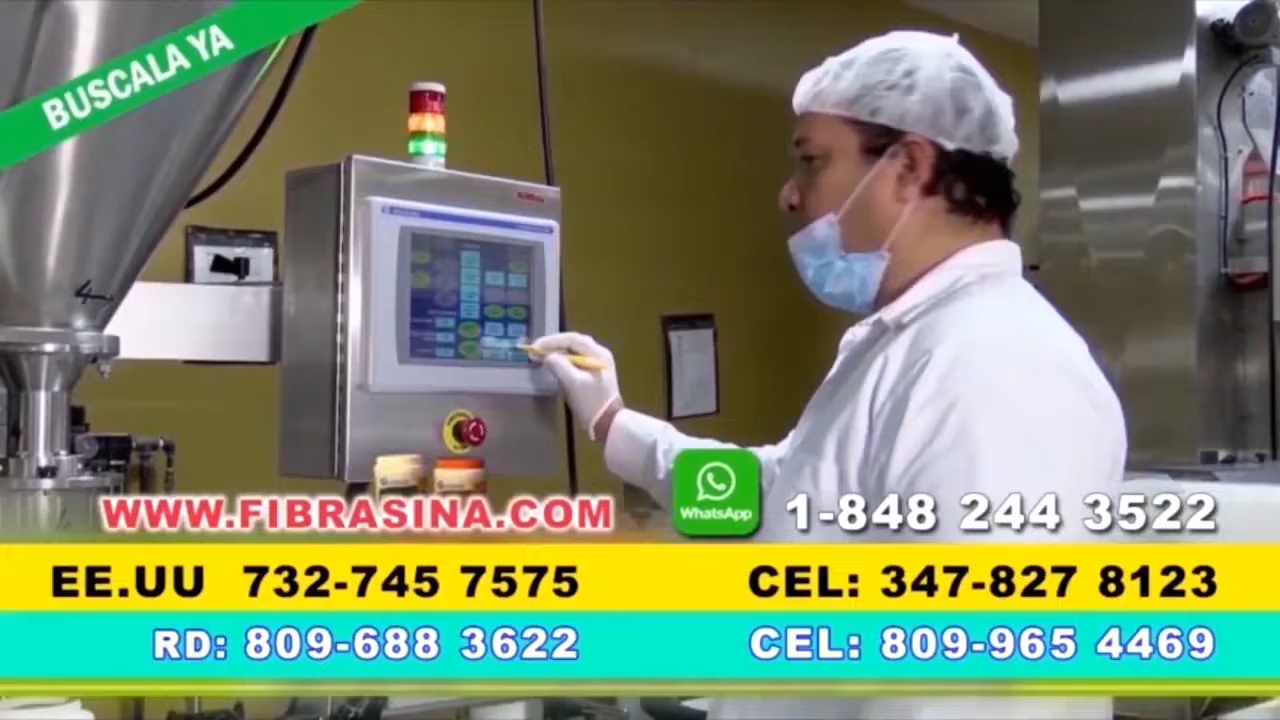 BUSCALA YA
WWW.FIBRASINA.COM
WhatsApp
1-848 244 3522
EE.UU 732-745 7575
CEL: 347-827 8123
RD: 809-688 3622
CEL: 809-965 4469